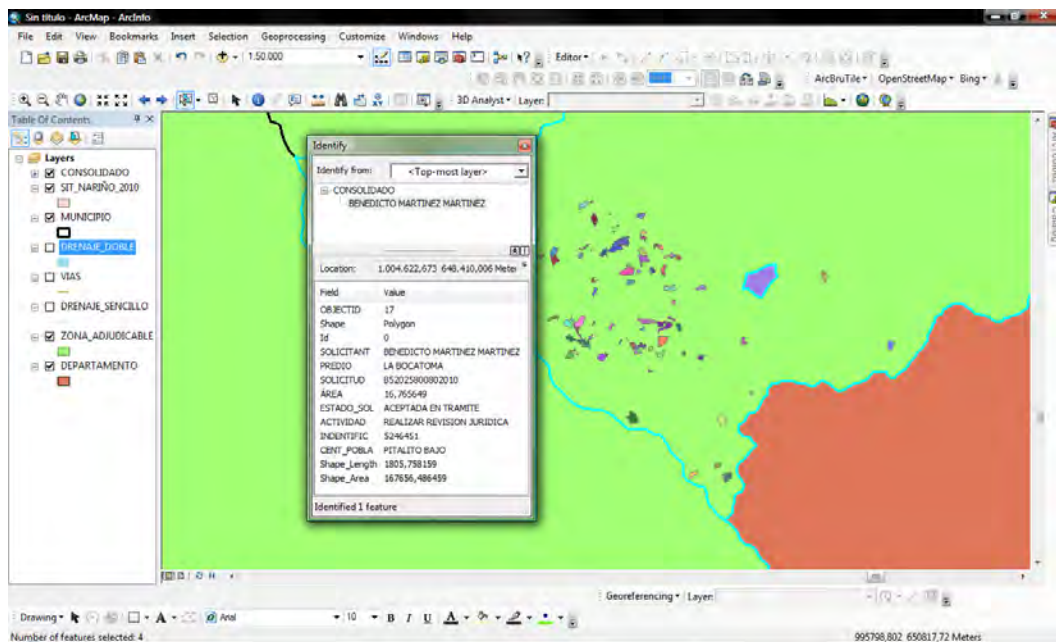 Sin título - ArcMap - ArcInfo
File Edit View Bookmarks Insert Selection Geoprocessing Customize Windows Help
1:50.000
Editor
ArcBruTile OpenStreetMap Bing
3D Analyst Layer:
Table Of Contents
Layers
CONSOLIDADO
SIT_NARIÑO_2010
MUNICIPIO
DRENAJE_DOBLE
VIAS
DRENAJE_SENCILLO
ZONA_ADJUDICABLE
DEPARTAMENTO
Identify
Identify from: <Top-most layer>
CONSOLIDADO
BENEDICTO MARTINEZ MARTINEZ
Location: 1.004.622,673 648.410,006 Meter
Field Value
OBJECTID 17
Shape Polygon
Id 0
SOLICITANT BENEDICTO MARTINEZ MARTINEZ
PREDIO LA BOCATOMA
SOLICITUD B52025800802010
ÁREA 16,765649
ESTADO_SOL ACEPTADA EN TRAMITE
ACTIVIDAD REALIZAR REVISION JURIDICA
INDENTIFIC 5246451
CENT_POBLA PITALITO BAJO
Shape_Length 1805,758159
Shape_Area 167656,486459
Identified 1 feature
Georeferencing Layer:
Drawing A Arial 10 B I U A
Number of features selected: 4
995798,802 650817,72 Meters